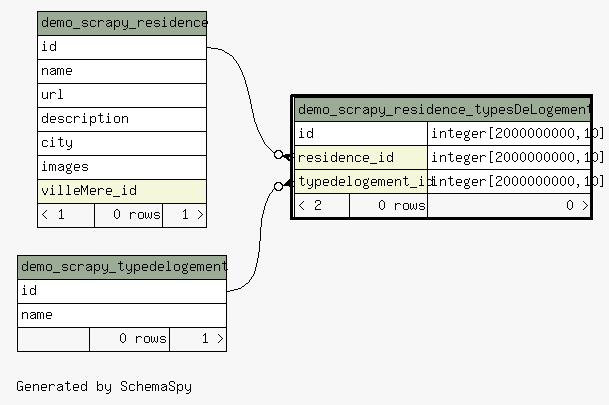 demo_scrapy_residence
id
name
url
description
city
images
villeMere_id
< 1 0 rows 1 >
demo_scrapy_residence_typesDeLogement
id integer[2000000000,10]
residence_id integer[2000000000,10]
typedelogement_id integer[2000000000,10]
< 2 0 rows 0 >
demo_scrapy_typedelogement
id
name
0 rows 1 >
Generated by SchemaSpy